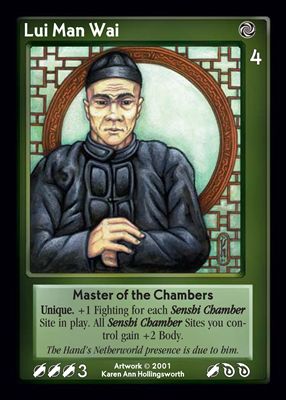 Lui Man Wai
4
Master of the Chambers
Unique. +1 Fighting for each Senshi Chamber
Site in play. All Senshi Chamber Sites you con-
trol gain +2 Body.
The Hand's Netherworld presence is due to him.
3
Artwork © 2001
Karen Ann Hollingsworth